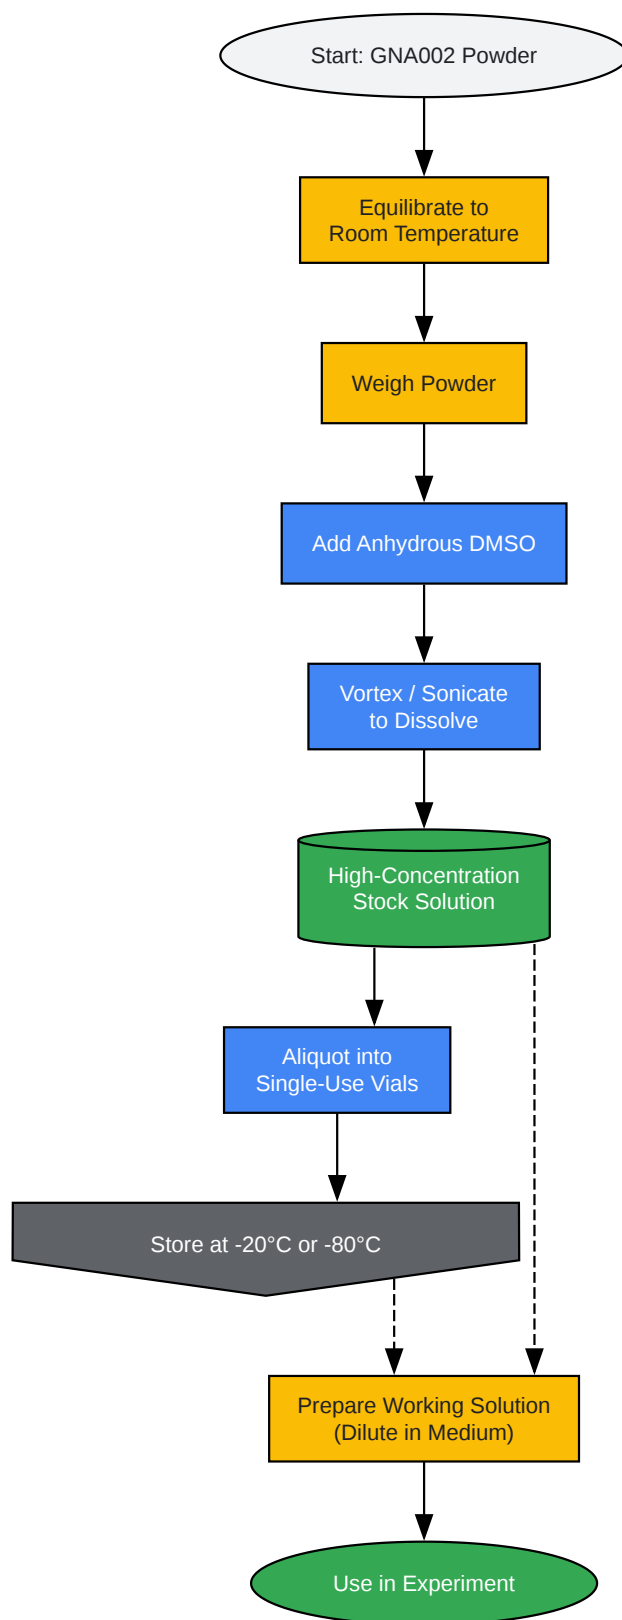 Start: GNA002 Powder
Equilibrate to
Room Temperature
Weigh Powder
Add Anhydrous DMSO
Vortex / Sonicate
to Dissolve
High-Concentration
Stock Solution
Aliquot into
Single-Use Vials
Store at -20°C or -80°C
Prepare Working Solution
(Dilute in Medium)
Use in Experiment